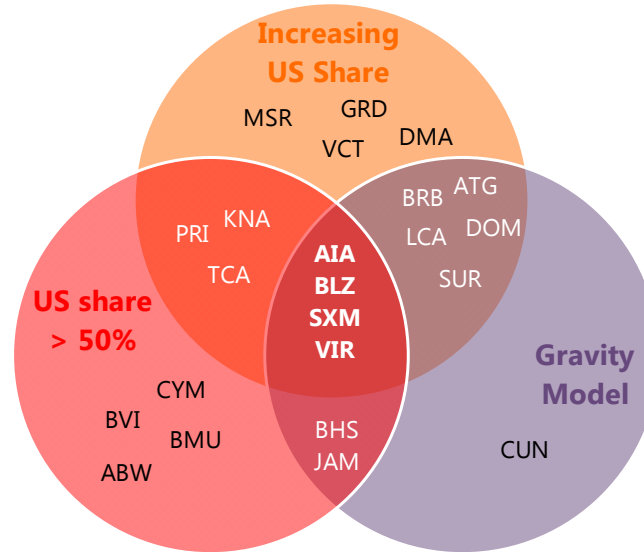 Increasing
US Share
MSR
GRD
VCT
DMA
PRI
KNA
TCA
BRB
ATG
LCA
DOM
SUR
AIA
BLZ
SXM
VIR
US share
> 50%
CYM
BVI
BMU
ABW
BHS
JAM
Gravity
Model
CUN